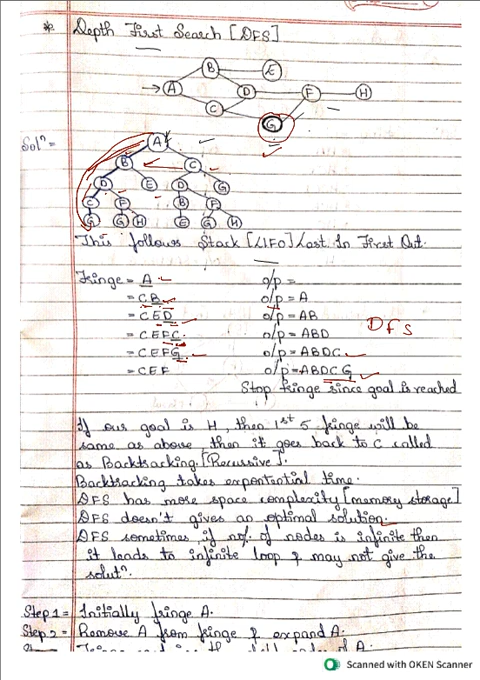 * Depth First Search [DFS]
B E
A D F H
C
G
Solⁿ =
A
B C
D E D G
C F B F
G G H E G H
This follows Stack [LIFO] Last In First Out.
Fringe = A o/p =
= CB o/p = A
= CED o/p = AB
= CEFC o/p = ABD DFS
= CEFG o/p = ABDC
= CEF o/p = ABDCG
Stop fringe since goal is reached
If our goal is H, then 1st 5 fringe will be
same as above, then it goes back to C called
as Backtracking. [Recursive].
Backtracking takes exponential time.
DFS has more space complexity [memory storage]
DFS doesn't gives an optimal solution.
DFS sometimes, if no. of nodes is infinite then
it leads to infinite loop & may not give the
solutⁿ.
Step 1 = Initially fringe A.
Step 2 = Remove A from fringe & expand A.
Scanned with OKEN Scanner